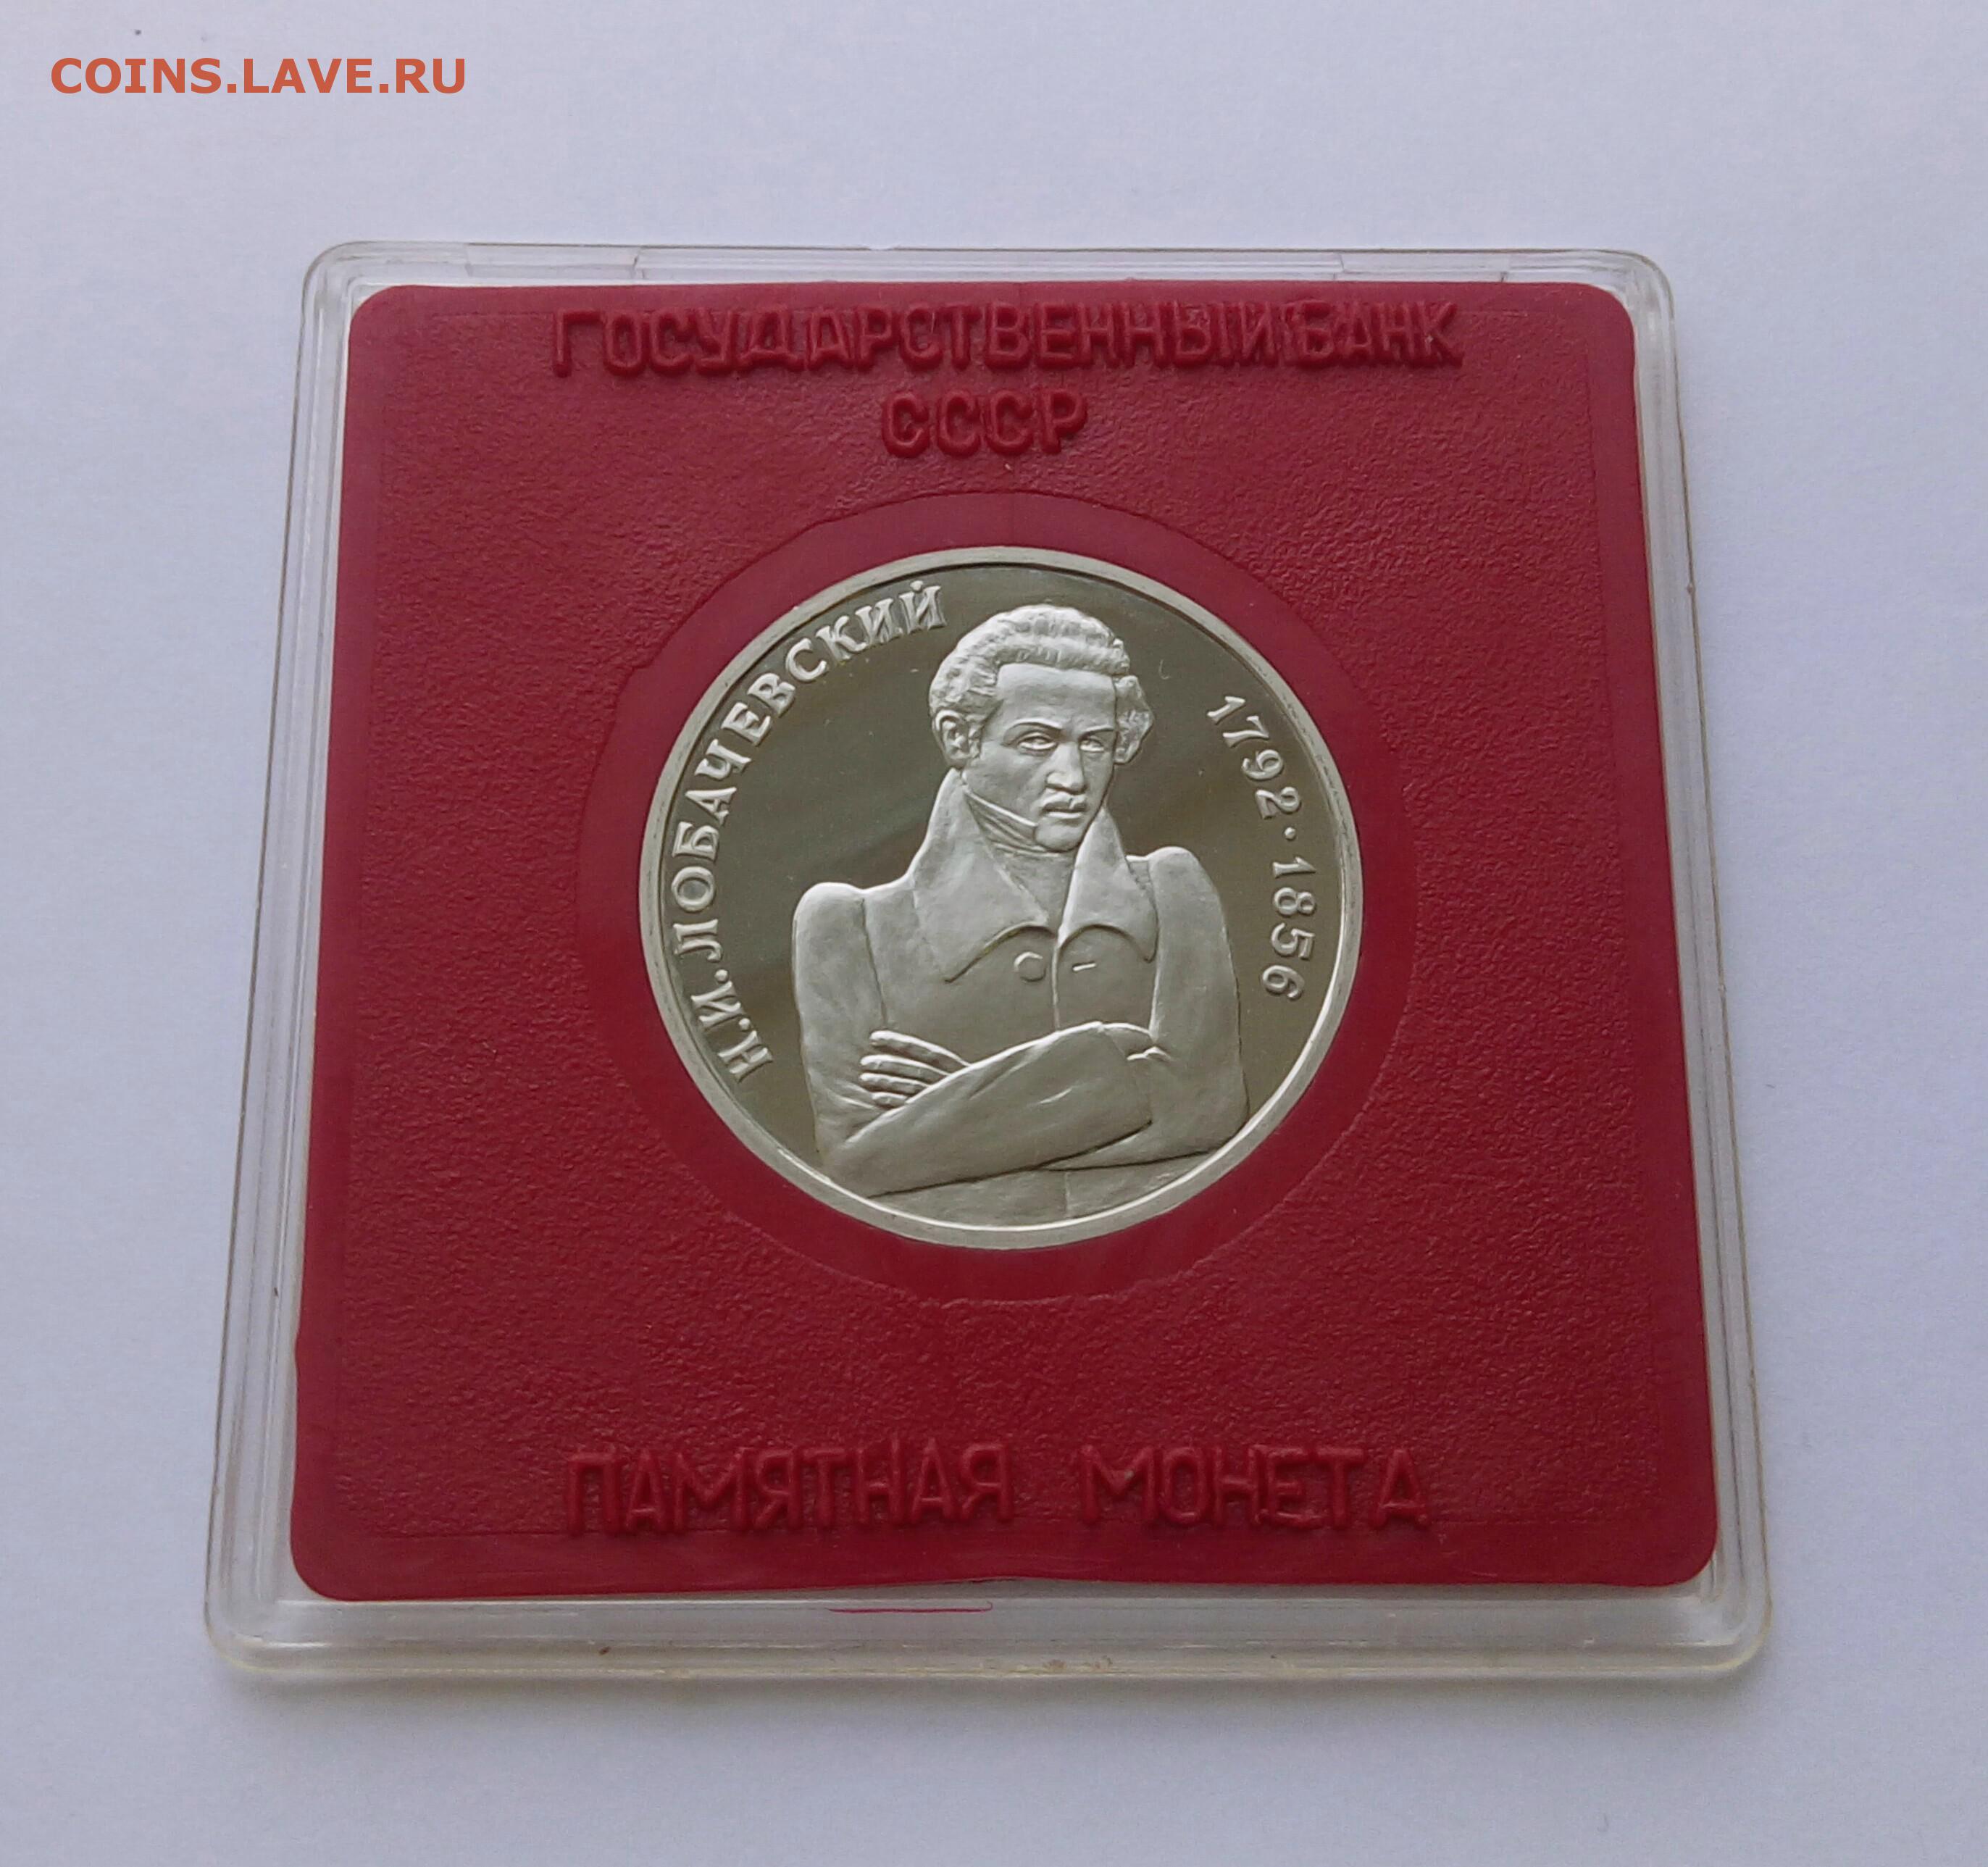 COINS.LAVE.RU
ГОСУДАРСТВЕННЫЙ БАНК
СССР
Н.И.ЛОБАЧЕВСКИЙ
1792·1856
ПАМЯТНАЯ МОНЕТА